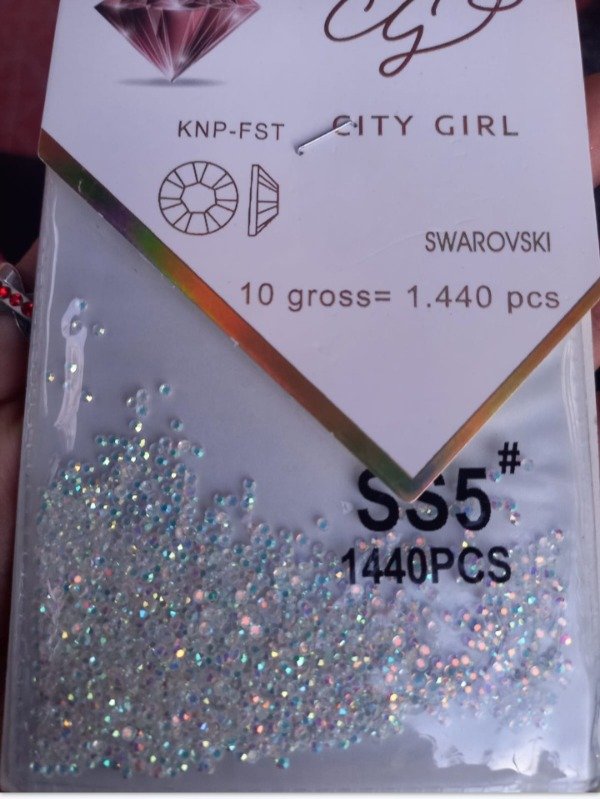 KNP-FST
CITY GIRL
SWAROVSKI
10 gross= 1.440 pcs
SS5#
1440PCS